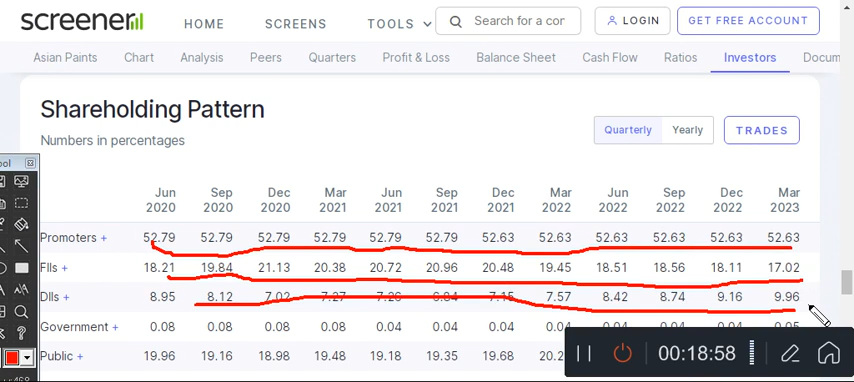 screener
HOME
SCREENS
TOOLS
Search for a cor
LOGIN
GET FREE ACCOUNT
Asian Paints
Chart
Analysis
Peers
Quarters
Profit & Loss
Balance Sheet
Cash Flow
Ratios
Investors
Docum
Shareholding Pattern
Numbers in percentages
Quarterly
Yearly
TRADES
ool
Jun 2020 Sep 2020 Dec 2020 Mar 2021 Jun 2021 Sep 2021 Dec 2021 Mar 2022 Jun 2022 Sep 2022 Dec 2022 Mar 2023
Promoters + 52.79 52.79 52.79 52.79 52.79 52.79 52.63 52.63 52.63 52.63 52.63 52.63
FIIs + 18.21 19.84 21.13 20.38 20.72 20.96 20.48 19.45 18.51 18.56 18.11 17.02
DIIs + 8.95 8.12 7.02 7.27 7.15 7.57 8.42 8.74 9.16 9.96
Government + 0.08 0.08 0.08 0.04 0.04 0.04 0.04
Public + 19.96 19.16 18.98 19.48 19.18 19.35 19.68
00:18:58